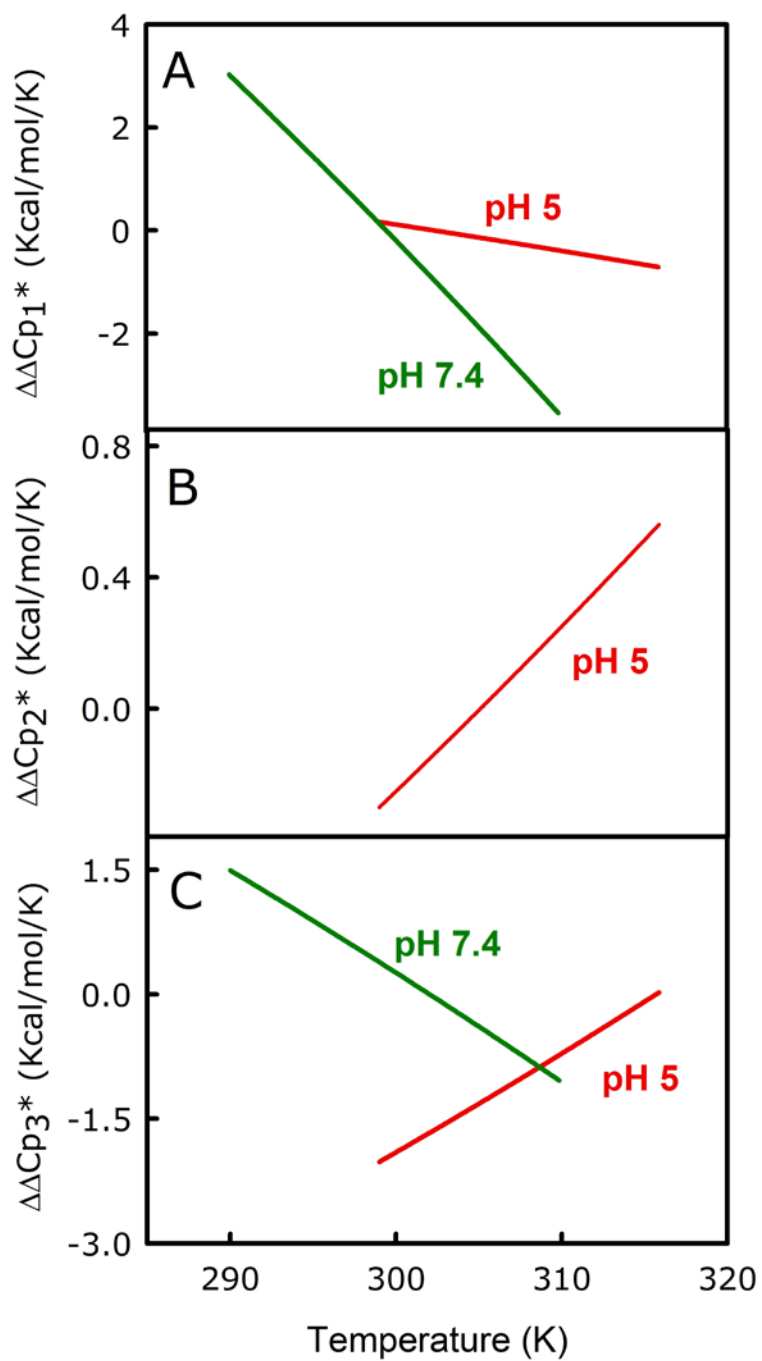 A
4
2
0
-2
ΔΔCp1* (Kcal/mol/K)
pH 5
pH 7.4
B
0.8
0.4
0.0
ΔΔCp2* (Kcal/mol/K)
pH 5
C
1.5
0.0
-1.5
-3.0
ΔΔCp3* (Kcal/mol/K)
pH 7.4
pH 5
290 300 310 320
Temperature (K)